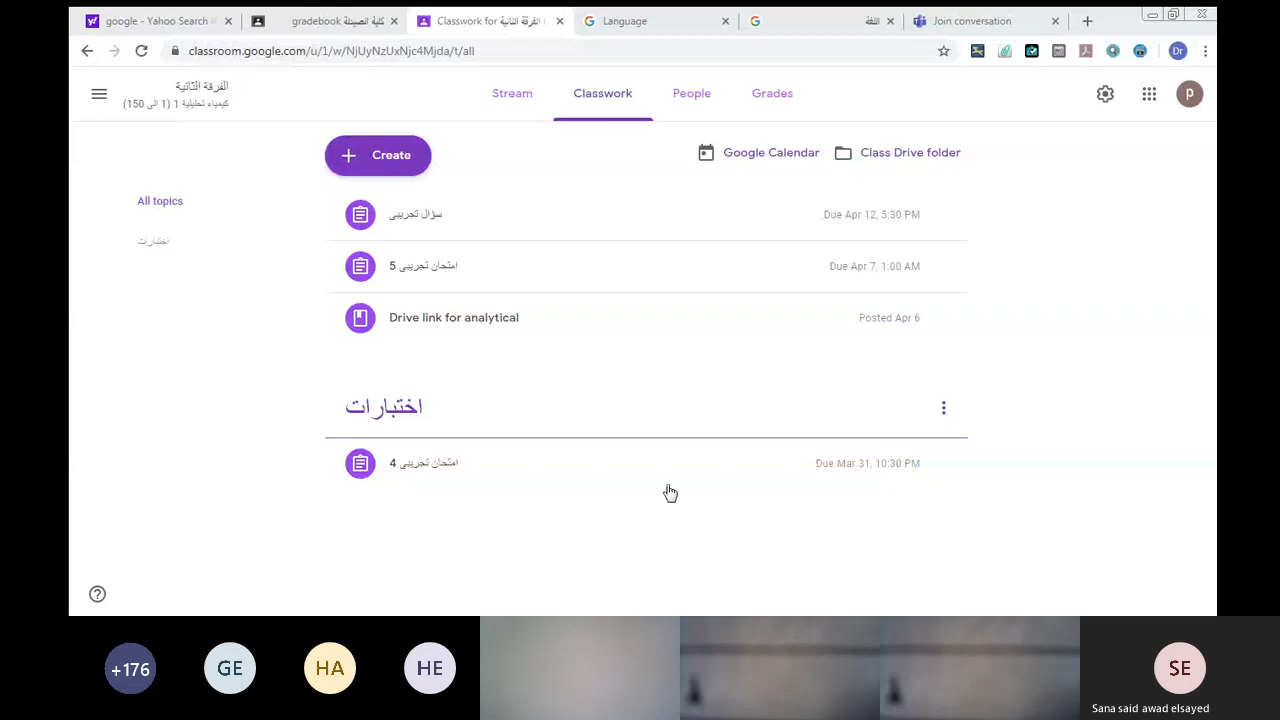 google - Yahoo Search
gradebook كلية الصيدلة
Classwork for الفرقة الثانية
Language
اللغة
Join conversation
classroom.google.com/u/1/w/NjUyNzUxNjc4Mjda/t/all
Dr
الفرقة الثانية
كيمياء تحليلية 1 (1 الى 150)
Stream
Classwork
People
Grades
p
Create
Google Calendar
Class Drive folder
All topics
اختبارات
سؤال تجريبى
Due Apr 12, 5:30 PM
امتحان تجريبى 5
Due Apr 7, 1:00 AM
Drive link for analytical
Posted Apr 6
اختبارات
امتحان تجريبى 4
Due Mar 31, 10:30 PM
+176
GE
HA
HE
SE
Sana said awad elsayed